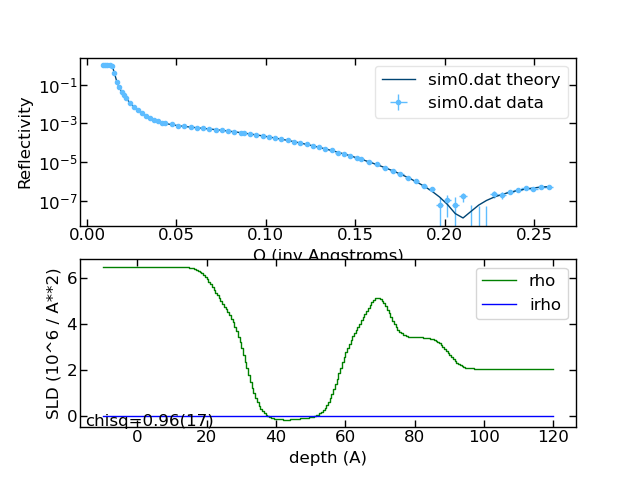 sim0.dat theory
sim0.dat data
Reflectivity
10⁻¹
10⁻³
10⁻⁵
10⁻⁷
0.00 0.05 0.10 0.15 0.20 0.25
Q (inv Angstroms)
rho
irho
SLD (10^6 / A**2)
6
4
2
0
chisq=0.96(17)
0 20 40 60 80 100 120
depth (A)